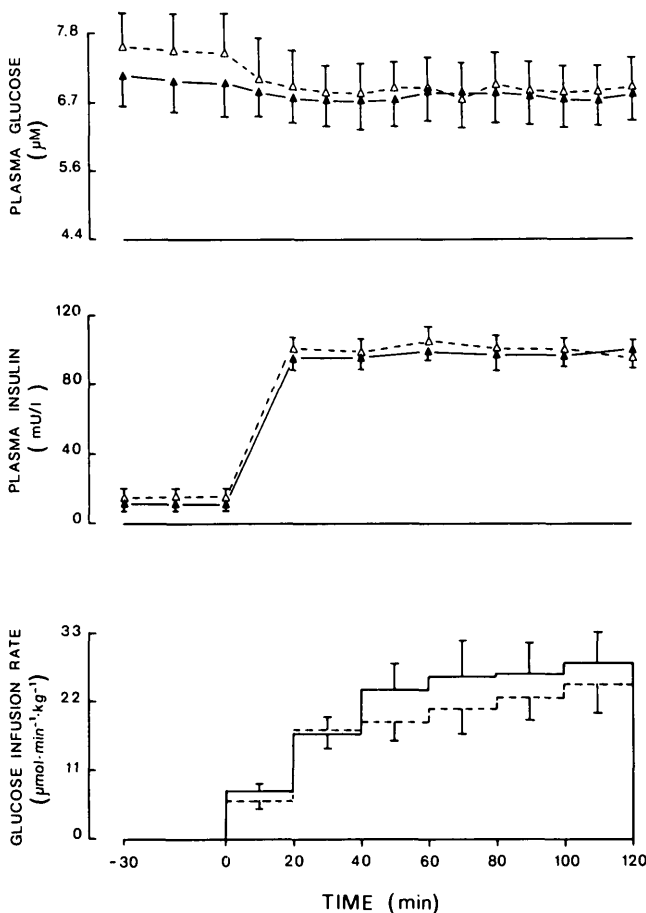 PLASMA GLUCOSE
(µM)
7.8
6.7
5.6
4.4
PLASMA INSULIN
(mU/l)
120
80
40
0
GLUCOSE INFUSION RATE
(µmol·min⁻¹·kg⁻¹)
33
22
11
0
-30 0 20 40 60 80 100 120
TIME (min)